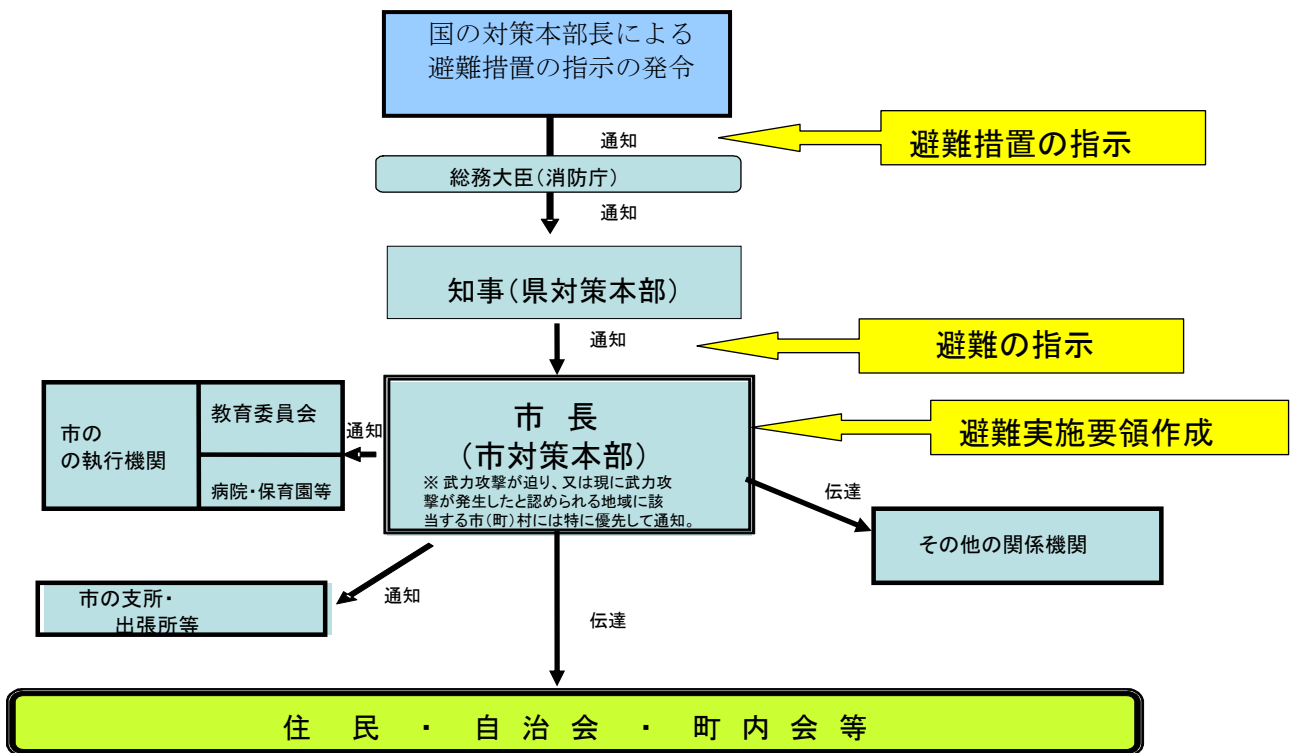 国の対策本部長による
避難措置の指示の発令
通知
避難措置の指示
総務大臣(消防庁)
通知
知事(県対策本部)
通知
避難の指示
市の
の執行機関
教育委員会
病院・保育園等
通知
市 長
(市対策本部)
※ 武力攻撃が迫り、又は現に武力攻
撃が発生したと認められる地域に該
当する市(町)村には特に優先して通知。
避難実施要領作成
伝達
その他の関係機関
市の支所・
出張所等
通知
伝達
住 民 ・ 自 治 会 ・ 町 内 会 等